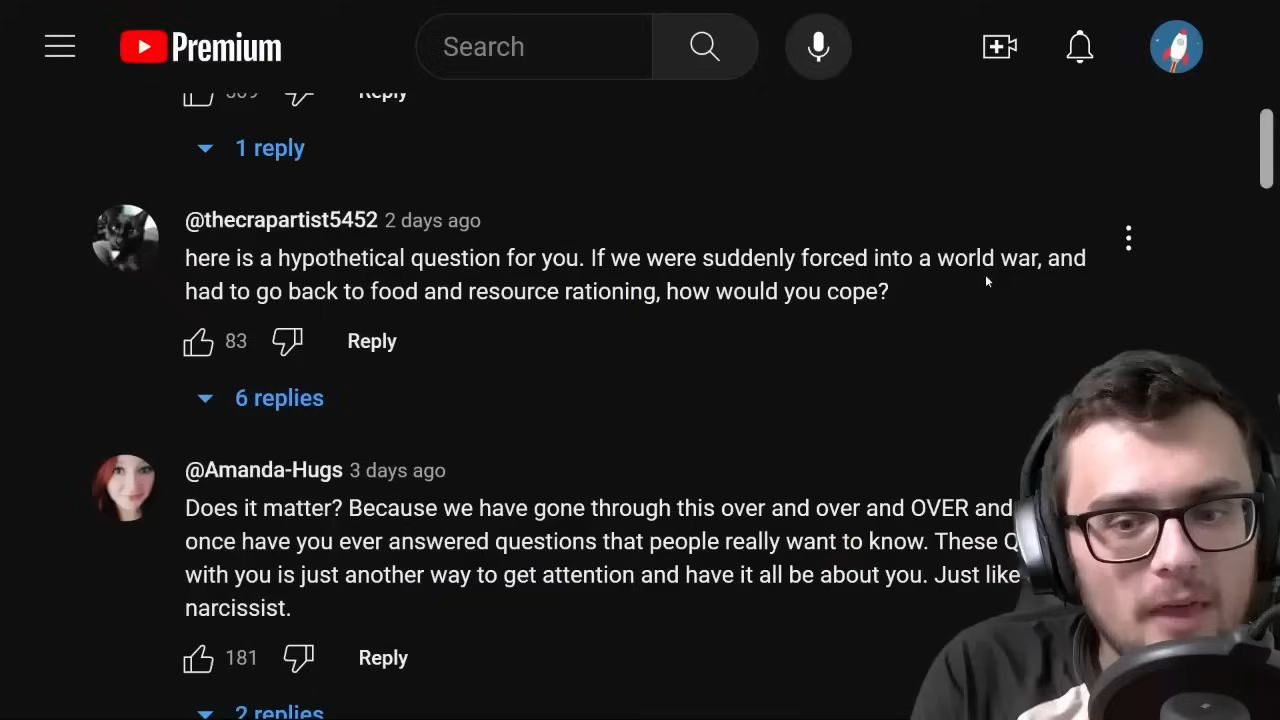 Premium
Search
Reply
1 reply
@thecrapartist5452 2 days ago
here is a hypothetical question for you. If we were suddenly forced into a world war, and
had to go back to food and resource rationing, how would you cope?
83
Reply
6 replies
@Amanda-Hugs 3 days ago
Does it matter? Because we have gone through this over and over and OVER and
once have you ever answered questions that people really want to know. These
with you is just another way to get attention and have it all be about you. Just like
narcissist.
181
Reply
2 replies